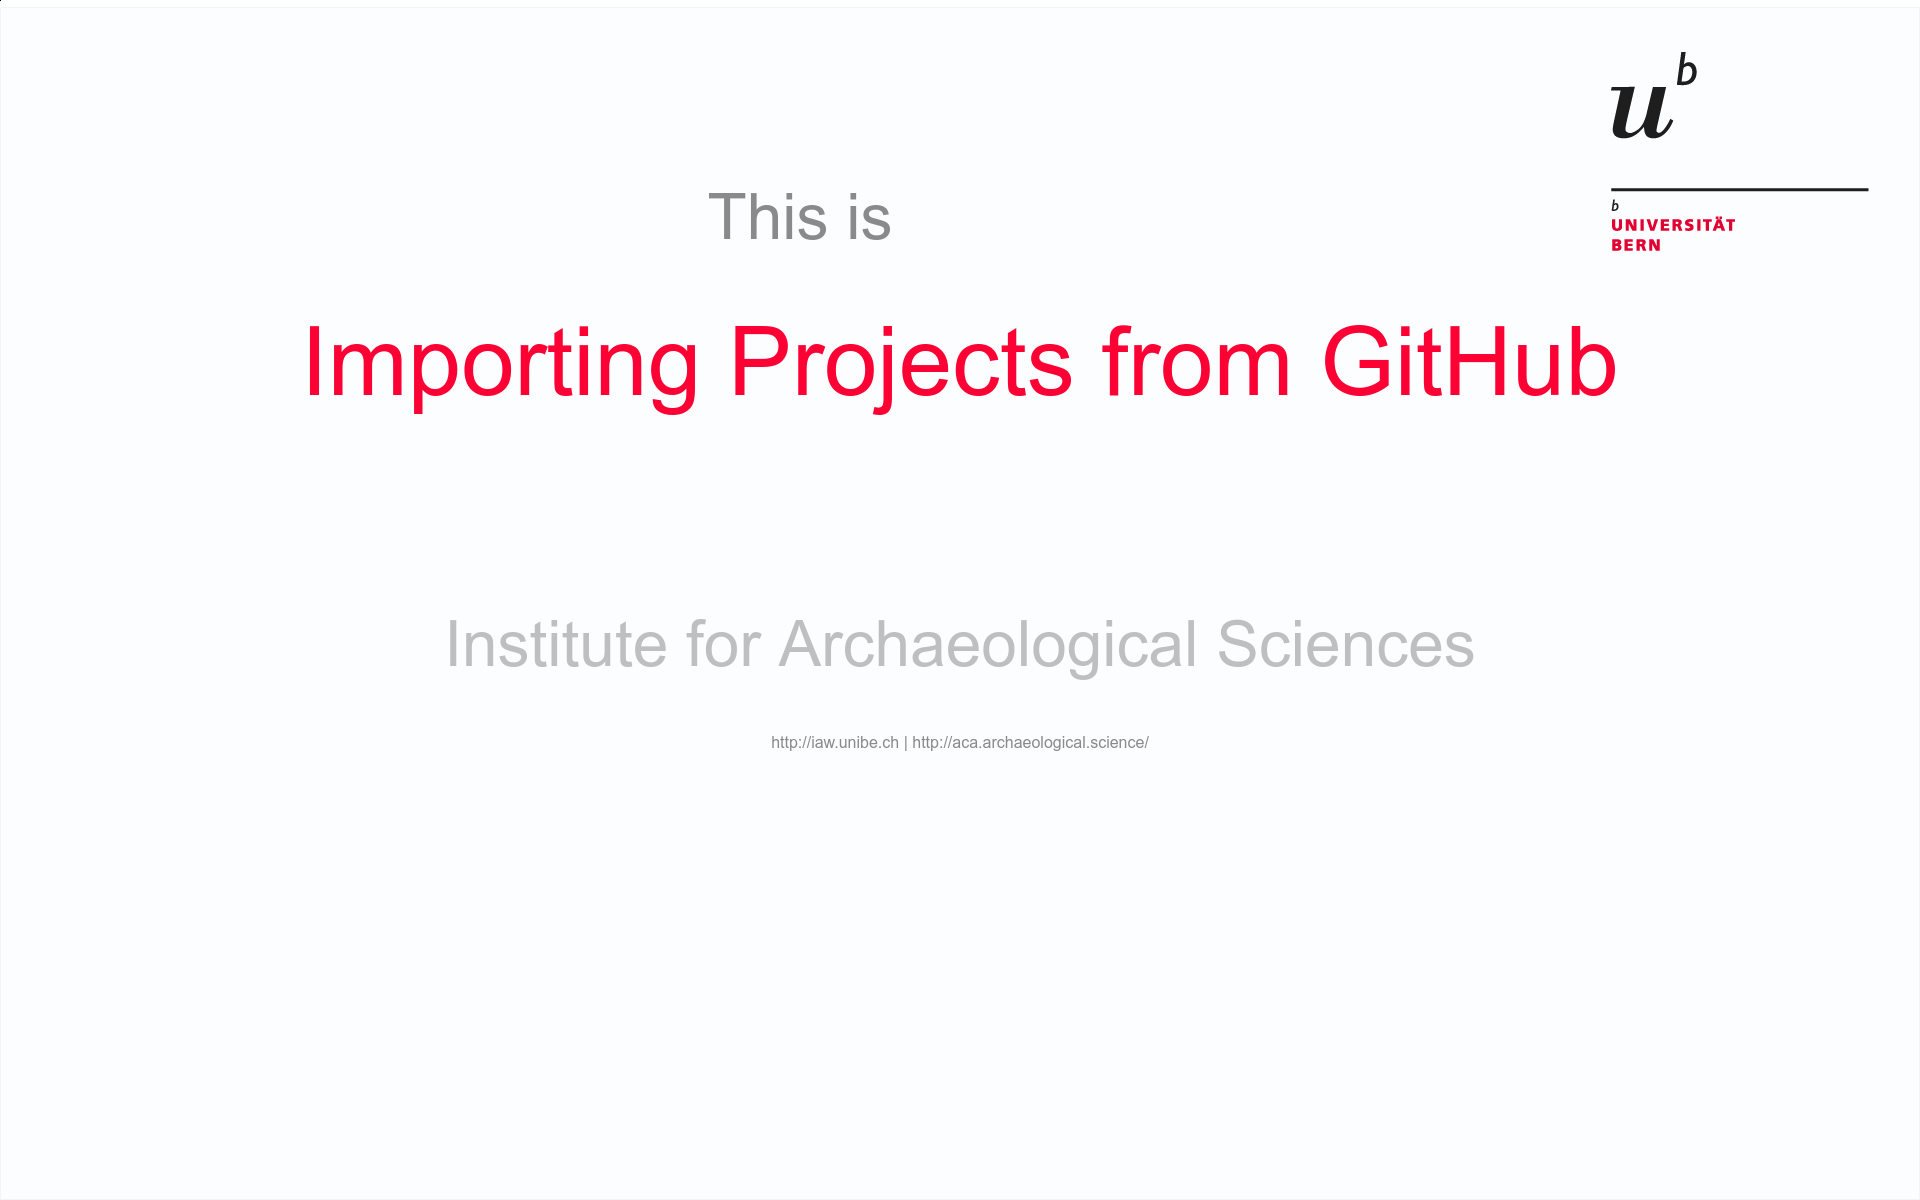 u b
This is
b
UNIVERSITÄT
BERN
Importing Projects from GitHub
Institute for Archaeological Sciences
http://iaw.unibe.ch | http://aca.archaeological.science/